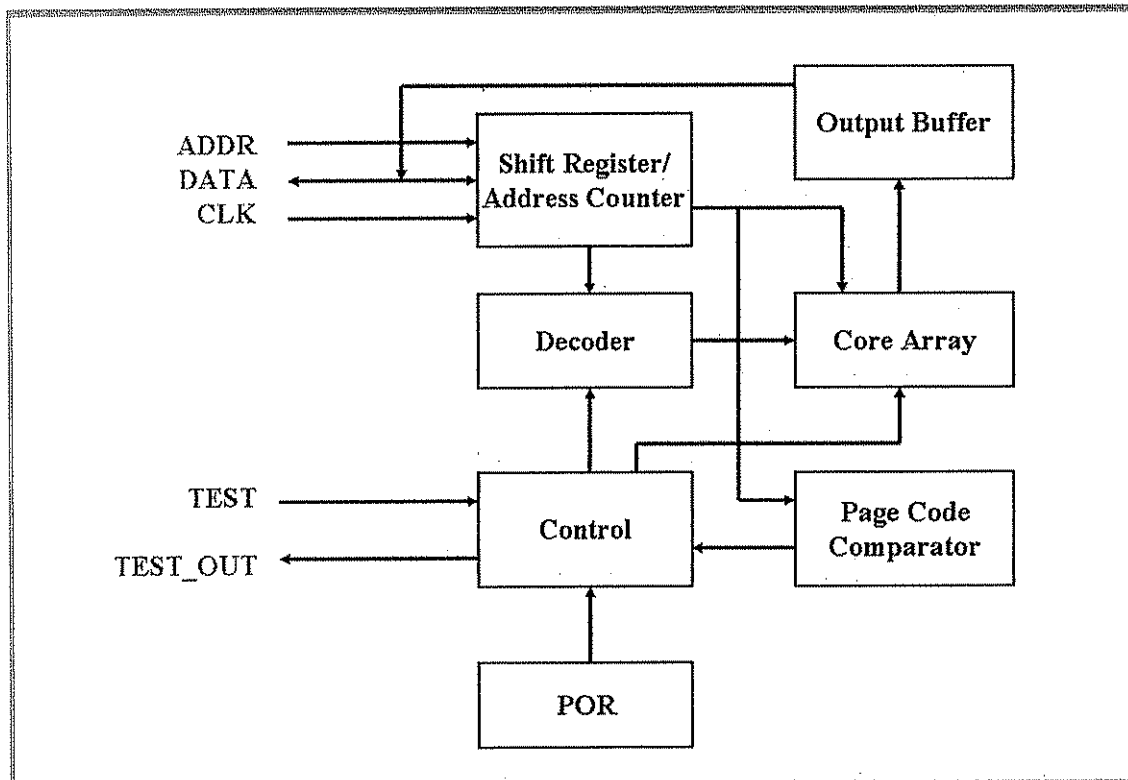 Output Buffer
ADDR
DATA
CLK
Shift Register/
Address Counter
Decoder
Core Array
TEST
TEST_OUT
Control
Page Code
Comparator
POR